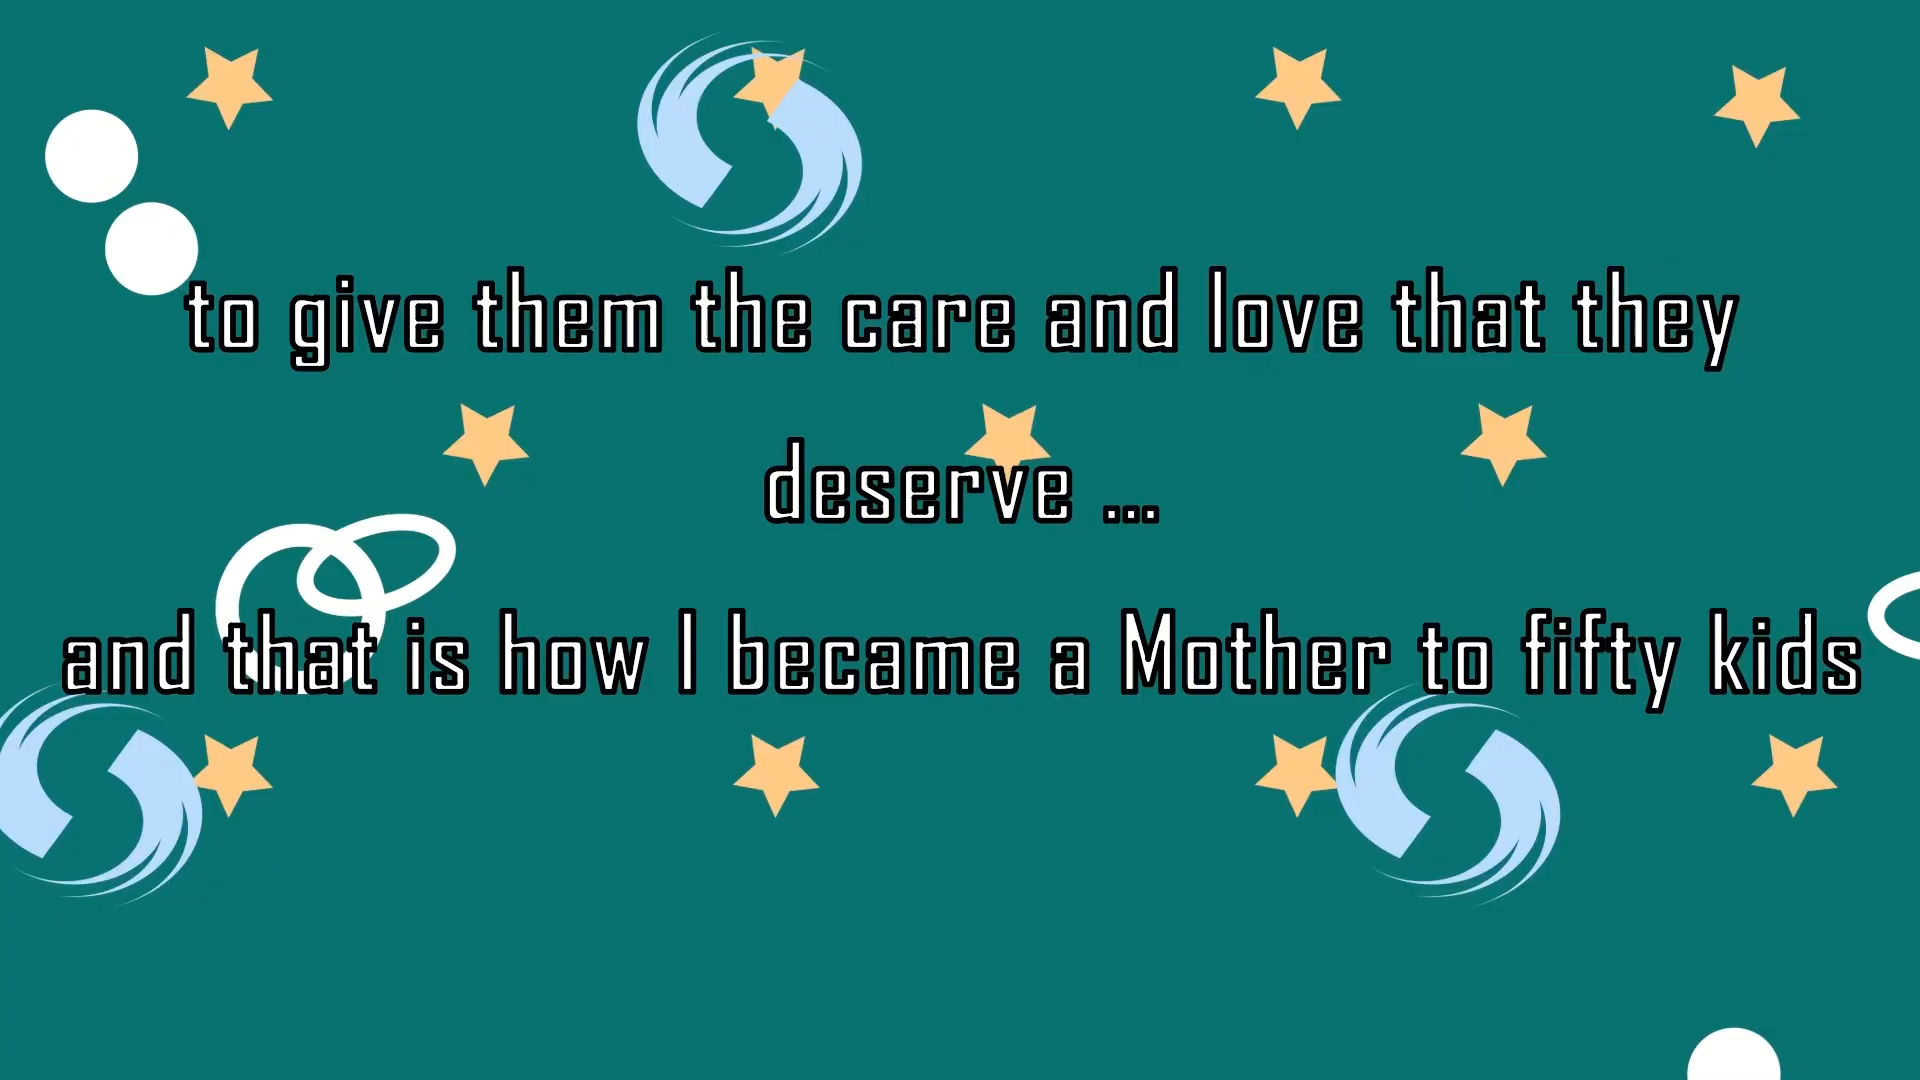 to give them the care and love that they
deserve ...
and that is how I became a Mother to fifty kids